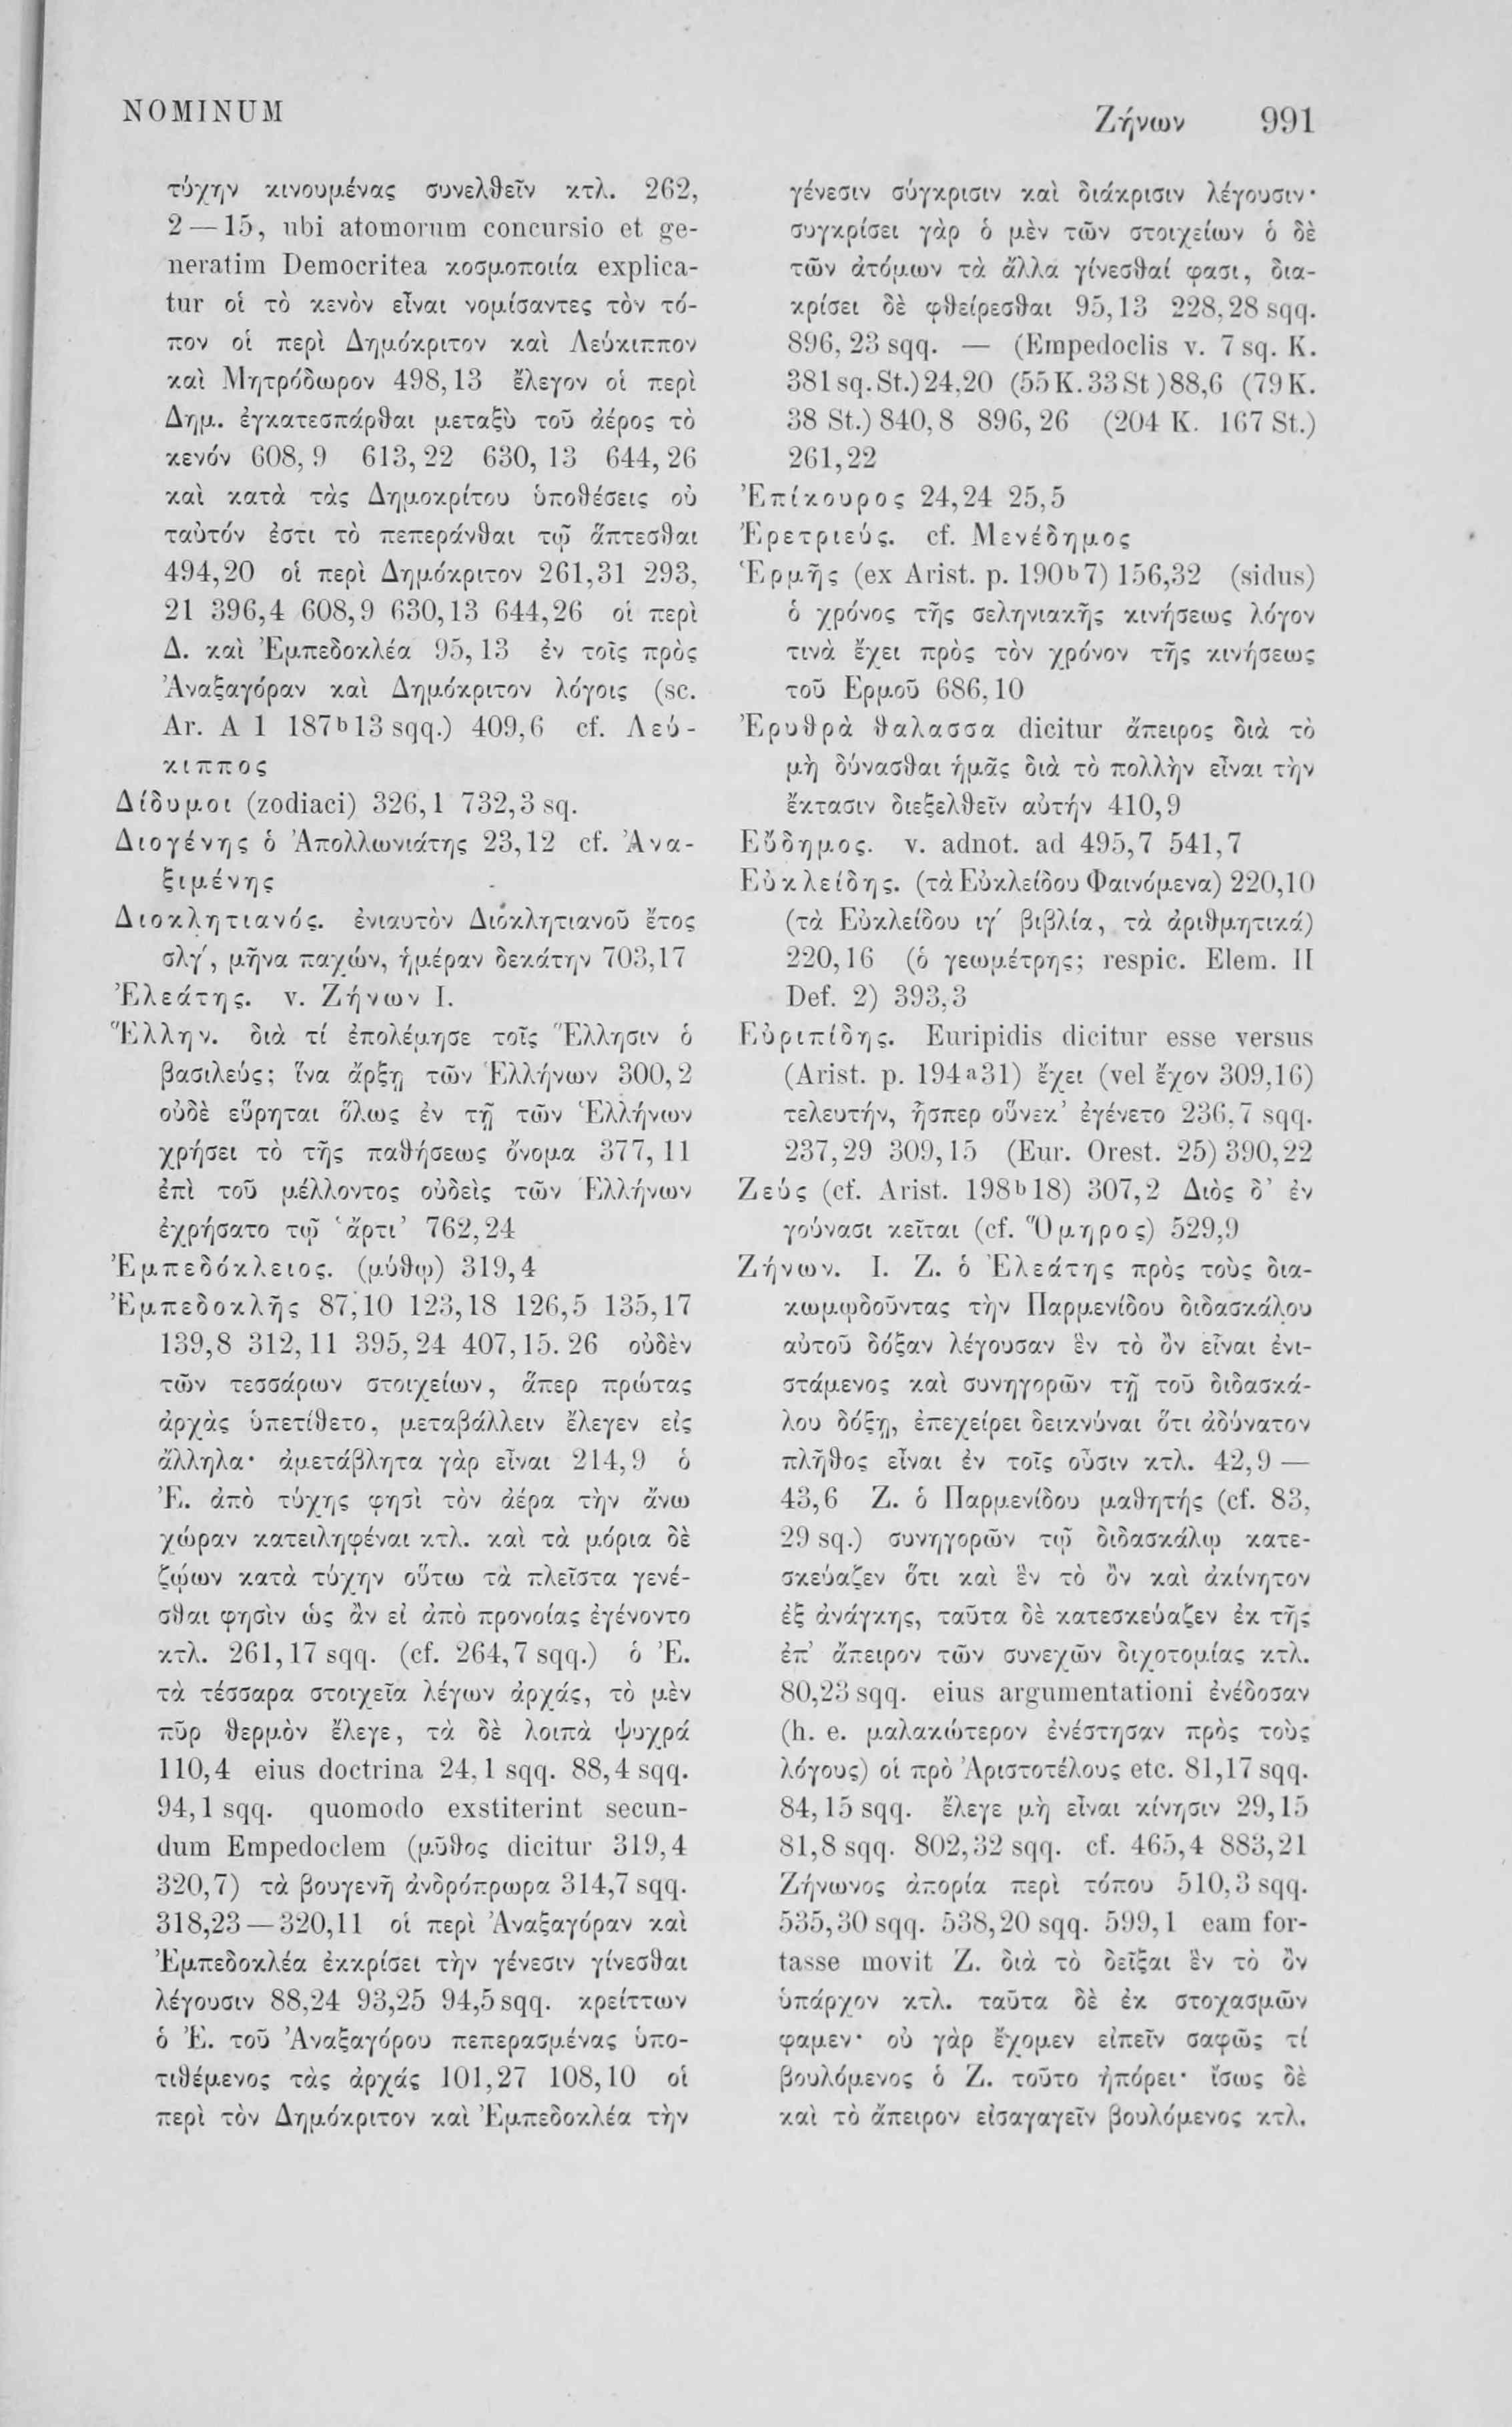 NOMINUM
Ζήνων 991
τύχην κινουμένας συνελθεῖν κτλ. 262,
2—15, ubi atomorum concursio et ge-
neratim Democritea κοσμοποιία explica-
tur οἱ τὸ κενὸν εἶναι νομίσαντες τὸν τό-
πον οἱ περὶ Δημόκριτον καὶ Λεύκιππον
καὶ Μητρόδωρον 498,13 ἔλεγον οἱ περὶ
Δημ. ἐγκατεσπάρθαι μεταξὺ τοῦ ἀέρος τὸ
κενόν 608,9 613,22 630,13 644,26
καὶ κατὰ τὰς Δημοκρίτου ὑποθέσεις οὐ
ταὐτόν ἐστι τὸ πεπεράνθαι τῷ ἅπτεσθαι
494,20 οἱ περὶ Δημόκριτον 261,31 293,
21 396,4 608,9 630,13 644,26 οἱ περὶ
Δ. καὶ Ἐμπεδοκλέα 95,13 ἐν τοῖς πρὸς
Ἀναξαγόραν καὶ Δημόκριτον λόγοις (sc.
Ar. A 1 187b13 sqq.) 409,6 cf. Λεύ-
κιππος
Δίδυμοι (zodiaci) 326,1 732,3 sq.
Διογένης ὁ Ἀπολλωνιάτης 23,12 cf. Ἀνα-
ξιμένης
Διοκλητιανός. ἐνιαυτὸν Διοκλητιανοῦ ἔτος
σλγ΄, μῆνα παχών, ἡμέραν δεκάτην 703,17
Ἐλεάτης. v. Ζήνων I.
Ἕλλην. διὰ τί ἐπολέμησε τοῖς Ἕλλησιν ὁ
βασιλεύς; ἵνα ἄρξῃ τῶν Ἑλλήνων 300,2
οὐδὲ εὕρηται ὅλως ἐν τῇ τῶν Ἑλλήνων
χρήσει τὸ τῆς παθήσεως ὄνομα 377,11
ἐπὶ τοῦ μέλλοντος οὐδεὶς τῶν Ἑλλήνων
ἐχρήσατο τῷ ‘ἄρτι’ 762,24
Ἐμπεδόκλειος. (μύθῳ) 319,4
Ἐμπεδοκλῆς 87,10 123,18 126,5 135,17
139,8 312,11 395,24 407,15. 26 οὐδὲν
τῶν τεσσάρων στοιχείων, ἅπερ πρώτας
ἀρχὰς ὑπετίθετο, μεταβάλλειν ἔλεγεν εἰς
ἄλληλα· ἀμετάβλητα γὰρ εἶναι 214,9 ὁ
Ἐ. ἀπὸ τύχης φησὶ τὸν ἀέρα τὴν ἄνω
χώραν κατειληφέναι κτλ. καὶ τὰ μόρια δὲ
ζῴων κατὰ τύχην οὕτω τὰ πλεῖστα γενέ-
σθαι φησὶν ὡς ἂν εἰ ἀπὸ προνοίας ἐγένοντο
κτλ. 261,17 sqq. (cf. 264,7 sqq.) ὁ Ἐ.
τὰ τέσσαρα στοιχεῖα λέγων ἀρχάς, τὸ μὲν
πῦρ θερμὸν ἔλεγε, τὰ δὲ λοιπὰ ψυχρά
110,4 eius doctrina 24,1 sqq. 88,4 sqq.
94,1 sqq. quomodo exstiterint secun-
dum Empedoclem (μῦθος dicitur 319,4
320,7) τὰ βουγενῆ ἀνδρόπρωρα 314,7 sqq.
318,23—320,11 οἱ περὶ Ἀναξαγόραν καὶ
Ἐμπεδοκλέα ἐκκρίσει τὴν γένεσιν γίνεσθαι
λέγουσιν 88,24 93,25 94,5 sqq. κρείττων
ὁ Ἐ. τοῦ Ἀναξαγόρου πεπερασμένας ὑπο-
τιθέμενος τὰς ἀρχάς 101,27 108,10 οἱ
περὶ τὸν Δημόκριτον καὶ Ἐμπεδοκλέα τὴν
γένεσιν σύγκρισιν καὶ διάκρισιν λέγουσιν·
συγκρίσει γὰρ ὁ μὲν τῶν στοιχείων ὁ δὲ
τῶν ἀτόμων τὰ ἄλλα γίνεσθαί φασι, δια-
κρίσει δὲ φθείρεσθαι 95,13 228,28 sqq.
896,23 sqq. — (Empedoclis v. 7 sq. K.
381 sq. St.) 24,20 (55 K. 33 St) 88,6 (79 K.
38 St.) 840,8 896,26 (204 K. 167 St.)
261,22
Ἐπίκουρος 24,24 25,5
Ἐρετριεύς. cf. Μενέδημος
Ἑρμῆς (ex Arist. p. 190b7) 156,32 (sidus)
ὁ χρόνος τῆς σεληνιακῆς κινήσεως λόγον
τινὰ ἔχει πρὸς τὸν χρόνον τῆς κινήσεως
τοῦ Ερμοῦ 686,10
Ἐρυθρὰ θαλασσα dicitur ἄπειρος διὰ τὸ
μὴ δύνασθαι ἡμᾶς διὰ τὸ πολλὴν εἶναι τὴν
ἔκτασιν διεξελθεῖν αὐτήν 410,9
Εὔδημος. v. adnot. ad 495,7 541,7
Εὐκλείδης. (τὰ Εὐκλείδου Φαινόμενα) 220,10
(τὰ Εὐκλείδου ιγ΄ βιβλία, τὰ ἀριθμητικά)
220,16 (ὁ γεωμέτρης; respic. Elem. II
Def. 2) 393,3
Εὐριπίδης. Euripidis dicitur esse versus
(Arist. p. 194a31) ἔχει (vel ἔχον 309,16)
τελευτήν, ἧσπερ οὕνεκ’ ἐγένετο 236,7 sqq.
237,29 309,15 (Eur. Orest. 25) 390,22
Ζεύς (cf. Arist. 198b18) 307,2 Διὸς δ’ ἐν
γούνασι κεῖται (cf. Ὅμηρος) 529,9
Ζήνων. I. Ζ. ὁ Ἐλεάτης πρὸς τοὺς δια-
κωμῳδοῦντας τὴν Παρμενίδου διδασκάλου
αὐτοῦ δόξαν λέγουσαν ἓν τὸ ὂν εἶναι ἐνι-
στάμενος καὶ συνηγορῶν τῇ τοῦ διδασκά-
λου δόξῃ, ἐπεχείρει δεικνύναι ὅτι ἀδύνατον
πλῆθος εἶναι ἐν τοῖς οὖσιν κτλ. 42,9—
43,6 Ζ. ὁ Παρμενίδου μαθητής (cf. 83,
29 sq.) συνηγορῶν τῷ διδασκάλῳ κατε-
σκεύαζεν ὅτι καὶ ἓν τὸ ὂν καὶ ἀκίνητον
ἐξ ἀνάγκης, ταῦτα δὲ κατεσκεύαζεν ἐκ τῆς
ἐπ’ ἄπειρον τῶν συνεχῶν διχοτομίας κτλ.
80,23 sqq. eius argumentationi ἐνέδοσαν
(h. e. μαλακώτερον ἐνέστησαν πρὸς τοὺς
λόγους) οἱ πρὸ Ἀριστοτέλους etc. 81,17 sqq.
84,15 sqq. ἔλεγε μὴ εἶναι κίνησιν 29,15
81,8 sqq. 802,32 sqq. cf. 465,4 883,21
Ζήνωνος ἀπορία περὶ τόπου 510,3 sqq.
535,30 sqq. 538,20 sqq. 599,1 eam for-
tasse movit Ζ. διὰ τὸ δεῖξαι ἓν τὸ ὂν
ὑπάρχον κτλ. ταῦτα δὲ ἐκ στοχασμῶν
φαμεν· οὐ γὰρ ἔχομεν εἰπεῖν σαφῶς τί
βουλόμενος ὁ Ζ. τοῦτο ἠπόρει· ἴσως δὲ
καὶ τὸ ἄπειρον εἰσαγαγεῖν βουλόμενος κτλ.